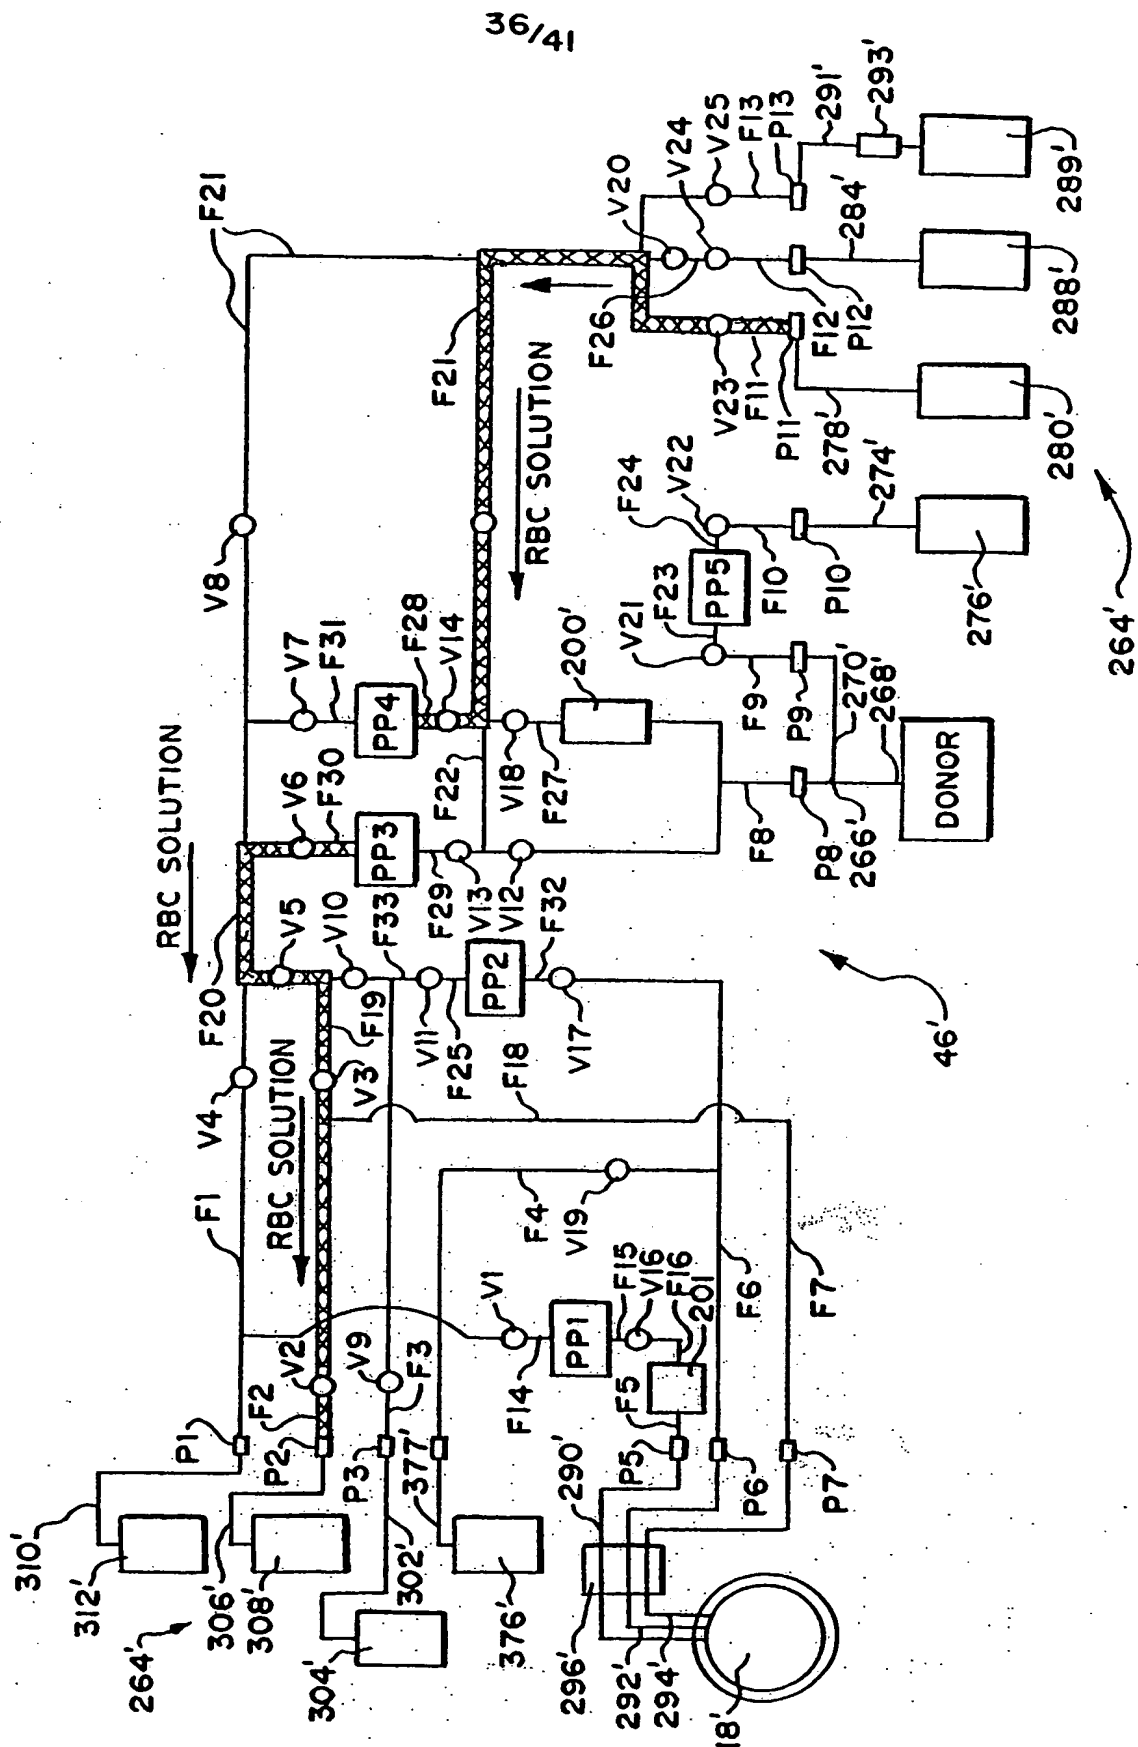 36/41
310'
312'
264'
306'
308'
304'
302'
377'
376'
290'
296'
292'
294'
18'
P1
P2
P3
P5
P6
P7
F1
F2
F3
F4
F5
F6
F7
V4
V2
V9
V1
F14
PP1
F15
V16
F16
201
V19
F18
V3
F19
RBC SOLUTION
F20
V5
V10
F33
V11
F25
PP2
F32
V17
RBC SOLUTION
V6
F30
PP3
F29
V13
V12
F22
V7
F31
PP4
F28
V14
V18
F27
200'
V8
F21
F21
RBC SOLUTION
F26
V20
V24
V25
F13
P13
291'
293'
289'
284'
288'
F12
P12
V23
F11
P11
278'
280'
V22
F24
PP5
F23
V21
F10
P10
274'
276'
F9
P9
270'
268'
F8
P8
266'
DONOR
46'
264'